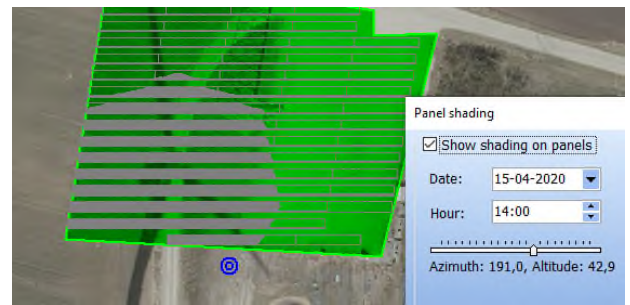 Panel shading
Show shading on panels
Date: 15-04-2020
Hour: 14:00
Azimuth: 191,0, Altitude: 42,9